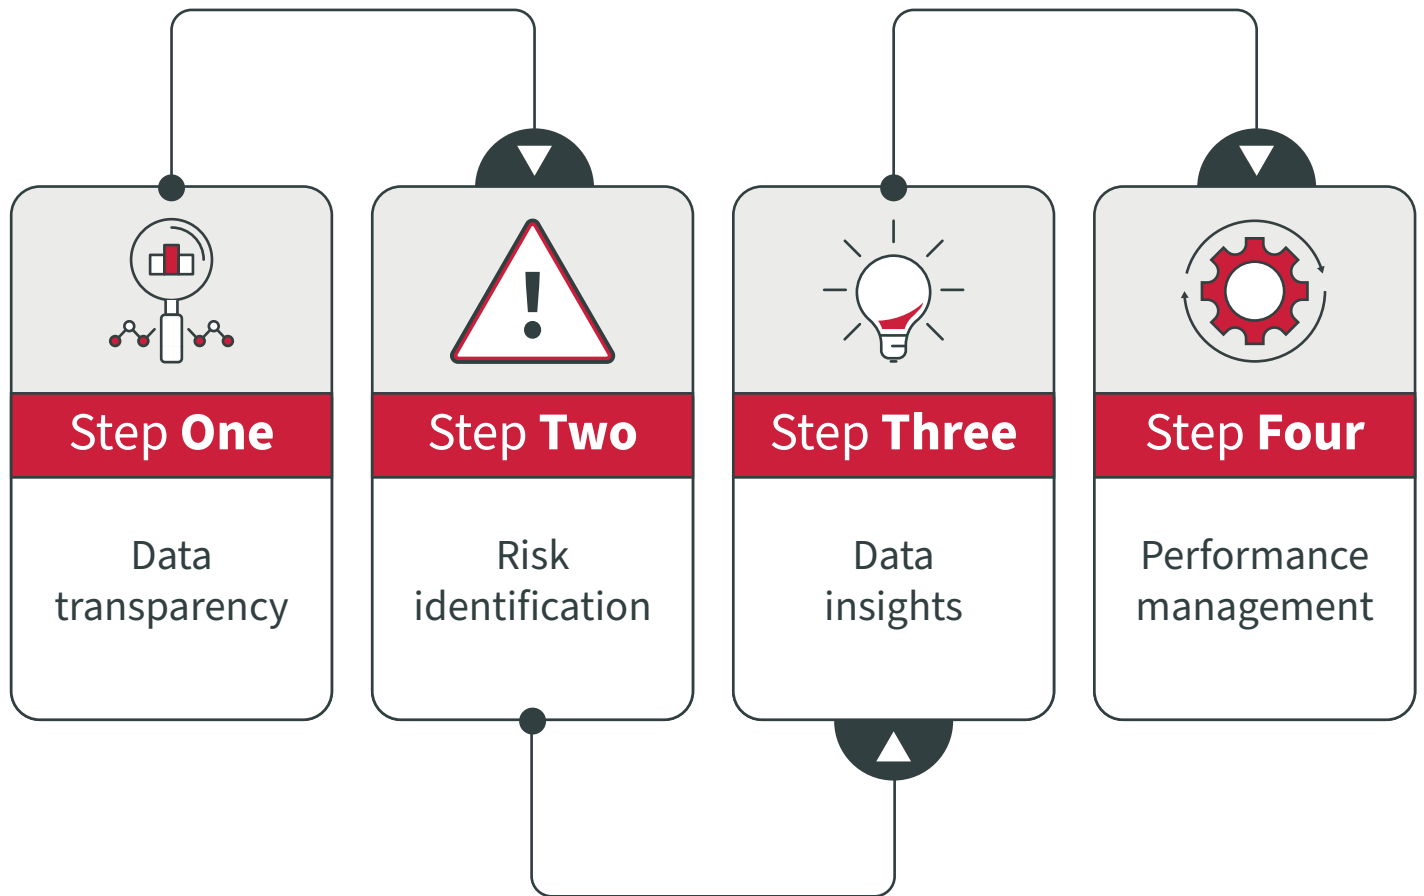 Step One
Data
transparency
Step Two
Risk
identification
Step Three
Data
insights
Step Four
Performance
management